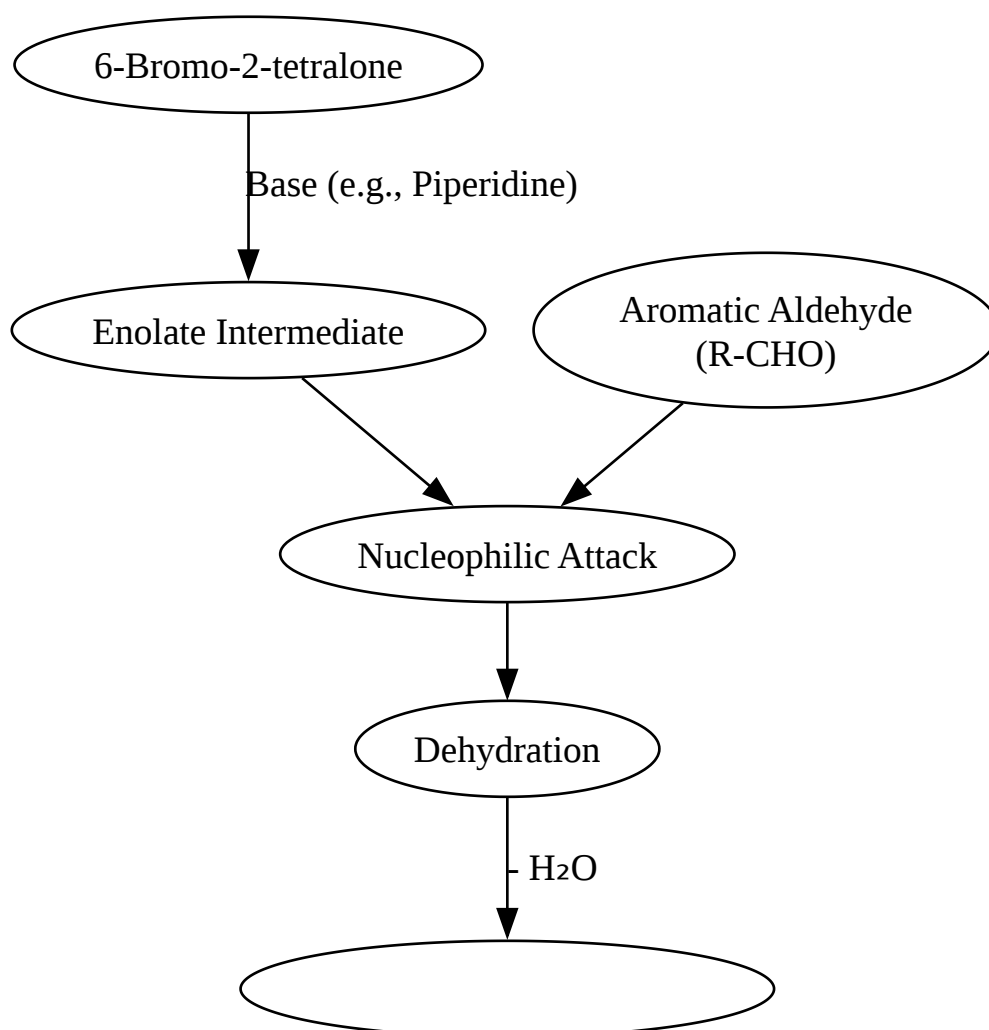 6-Bromo-2-tetralone
Base (e.g., Piperidine)
Enolate Intermediate
Aromatic Aldehyde
(R-CHO)
Nucleophilic Attack
Dehydration
- H₂O